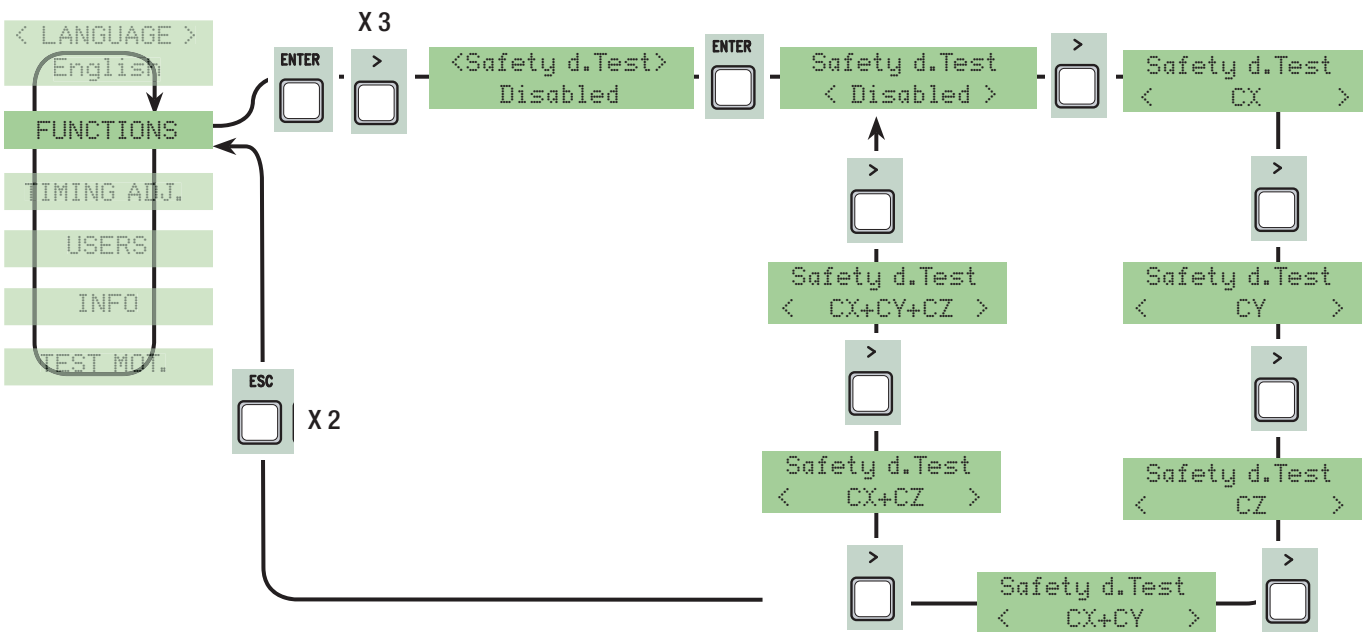 < LANGUAGE >
English
FUNCTIONS
TIMING ADJ.
USERS
INFO
TEST MOT.
ENTER
X 3
>
<Safety d.Test>
Disabled
ENTER
Safety d.Test
< Disabled >
>
Safety d.Test
< CX >
>
Safety d.Test
< CY >
>
Safety d.Test
< CZ >
>
Safety d.Test
< CX+CY >
>
Safety d.Test
< CX+CZ >
>
Safety d.Test
< CX+CY+CZ >
>
ESC
X 2